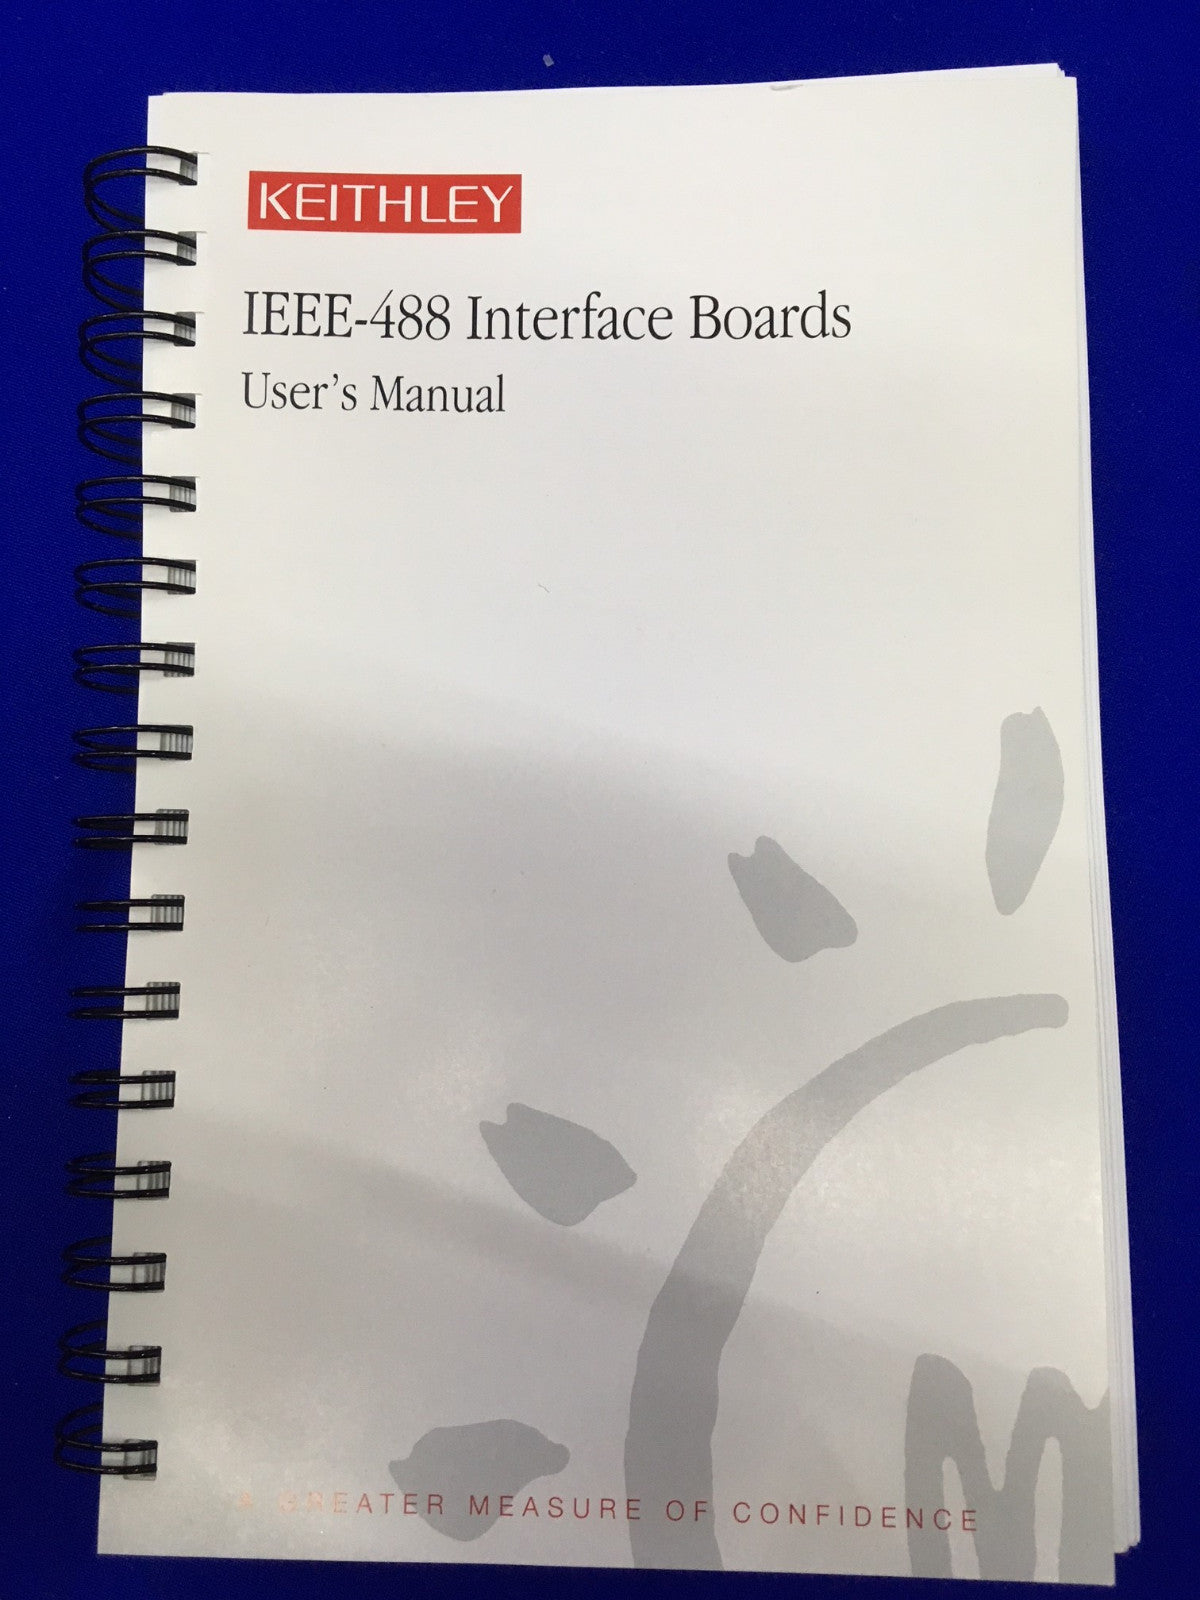 KEITHLEY
IEEE-488 Interface Boards
User's Manual
A GREATER MEASURE OF CONFIDENCE